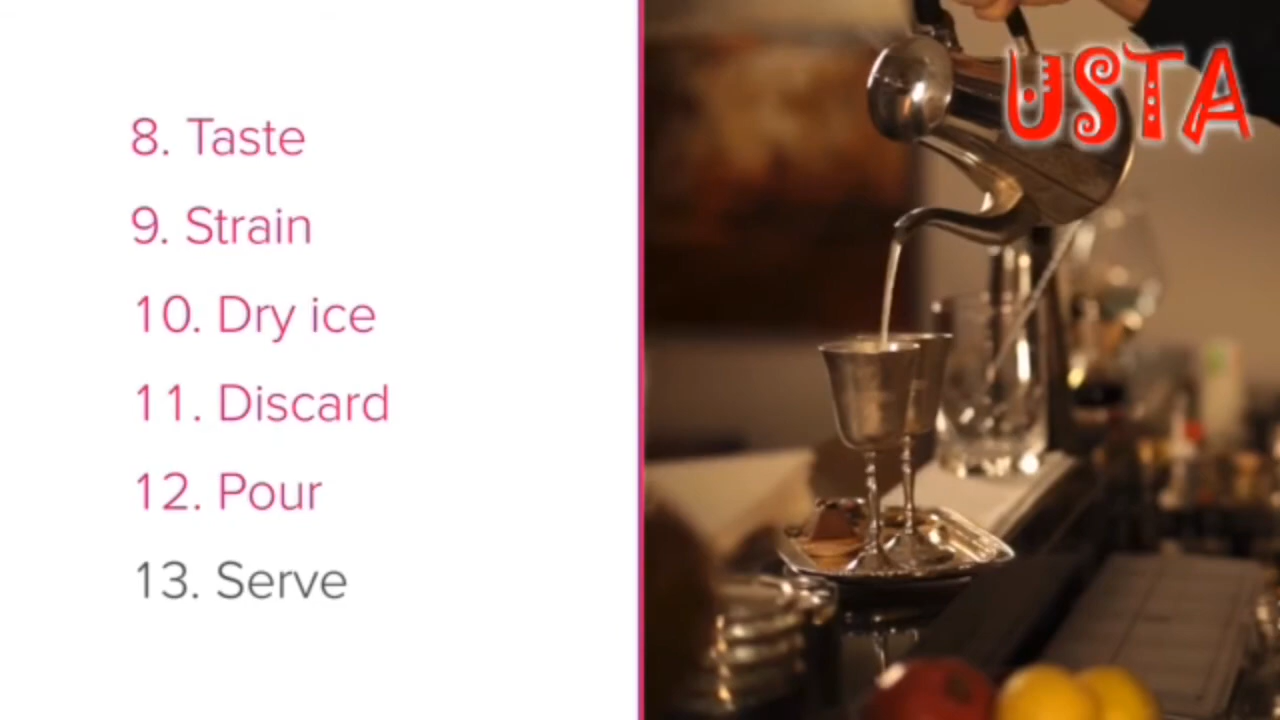 8. Taste
9. Strain
10. Dry ice
11. Discard
12. Pour
13. Serve
USTA